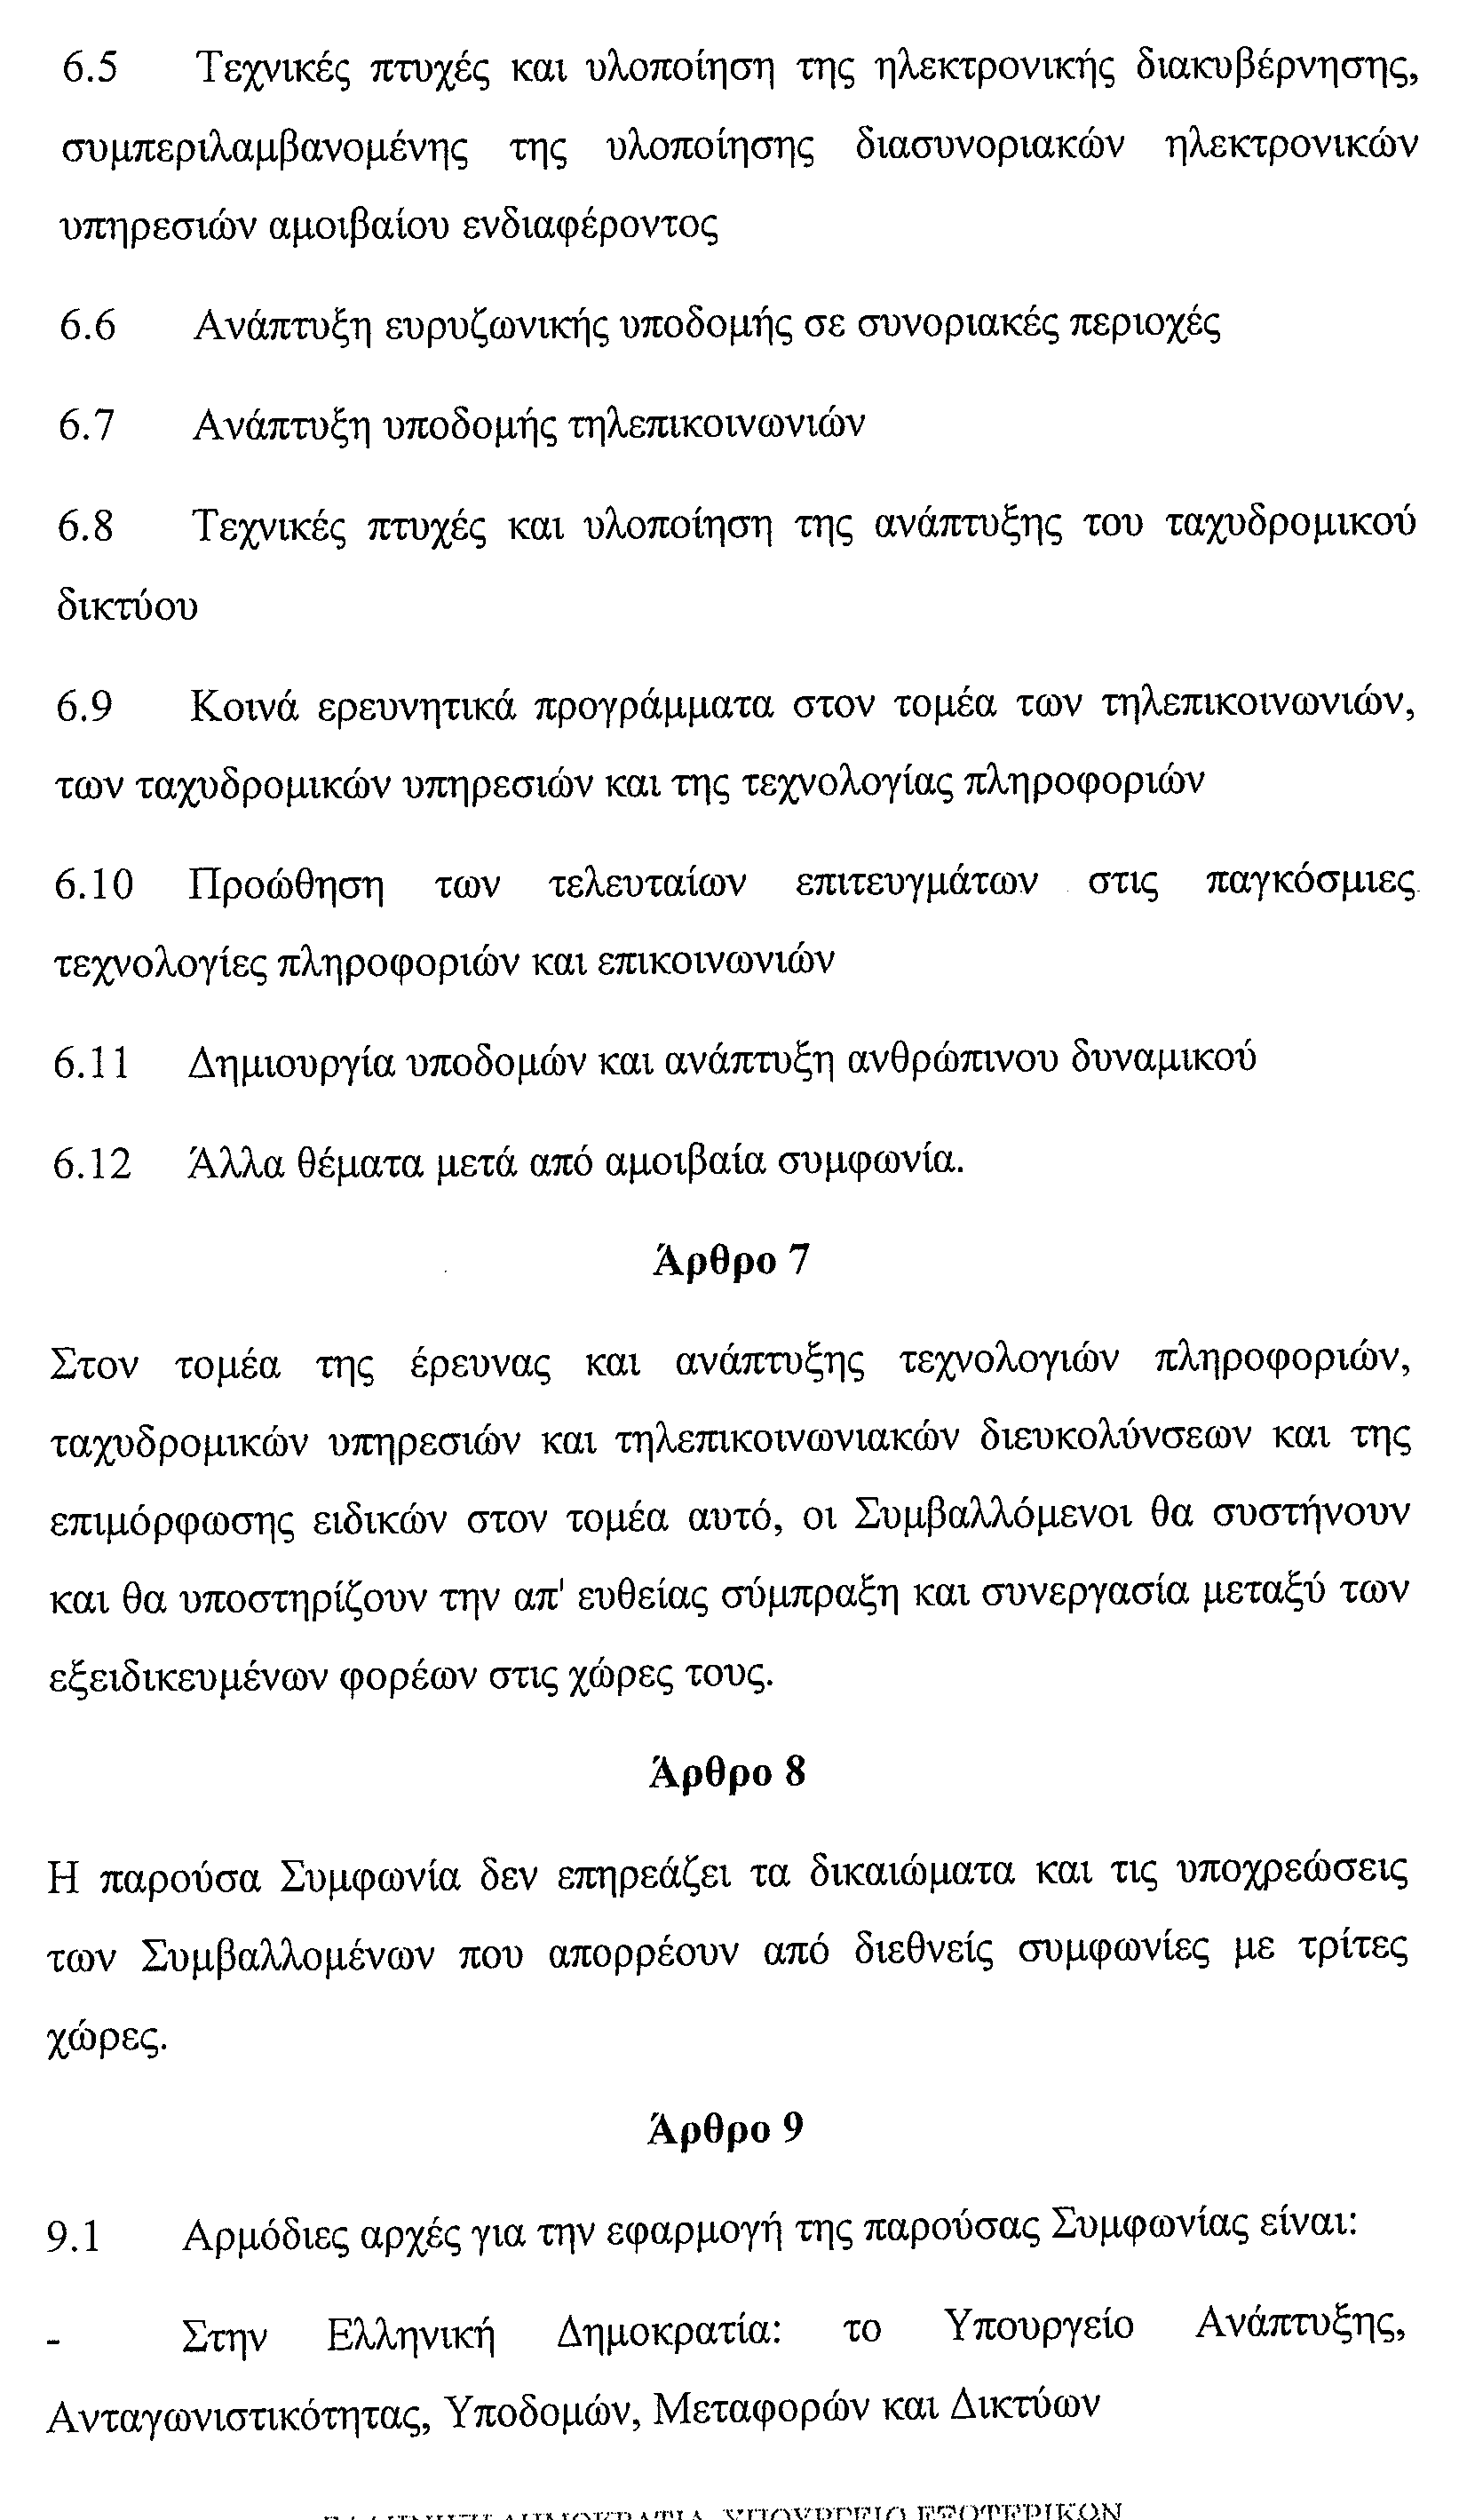 6.5 Τεχνικές πτυχές και υλοποίηση της ηλεκτρονικής διακυβέρνησης,
συμπεριλαμβανομένης της υλοποίησης διασυνοριακών ηλεκτρονικών
υπηρεσιών αμοιβαίου ενδιαφέροντος
6.6 Ανάπτυξη ευρυζωνικής υποδομής σε συνοριακές περιοχές
6.7 Ανάπτυξη υποδομής τηλεπικοινωνιών
6.8 Τεχνικές πτυχές και υλοποίηση της ανάπτυξης του ταχυδρομικού
δικτύου
6.9 Κοινά ερευνητικά προγράμματα στον τομέα των τηλεπικοινωνιών,
των ταχυδρομικών υπηρεσιών και της τεχνολογίας πληροφοριών
6.10 Προώθηση των τελευταίων επιτευγμάτων στις παγκόσμιες
τεχνολογίες πληροφοριών και επικοινωνιών
6.11 Δημιουργία υποδομών και ανάπτυξη ανθρώπινου δυναμικού
6.12 Άλλα θέματα μετά από αμοιβαία συμφωνία.
Άρθρο 7
Στον τομέα της έρευνας και ανάπτυξης τεχνολογιών πληροφοριών,
ταχυδρομικών υπηρεσιών και τηλεπικοινωνιακών διευκολύνσεων και της
επιμόρφωσης ειδικών στον τομέα αυτό, οι Συμβαλλόμενοι θα συστήνουν
και θα υποστηρίζουν την απ' ευθείας σύμπραξη και συνεργασία μεταξύ των
εξειδικευμένων φορέων στις χώρες τους.
Άρθρο 8
Η παρούσα Συμφωνία δεν επηρεάζει τα δικαιώματα και τις υποχρεώσεις
των Συμβαλλομένων που απορρέουν από διεθνείς συμφωνίες με τρίτες
χώρες.
Άρθρο 9
9.1 Αρμόδιες αρχές για την εφαρμογή της παρούσας Συμφωνίας είναι:
- Στην Ελληνική Δημοκρατία: το Υπουργείο Ανάπτυξης,
Ανταγωνιστικότητας, Υποδομών, Μεταφορών και Δικτύων
ΕΛΛΗΝΙΚΗ ΔΗΜΟΚΡΑΤΙΑ, ΥΠΟΥΡΓΕΙΟ ΕΞΩΤΕΡΙΚΩΝ